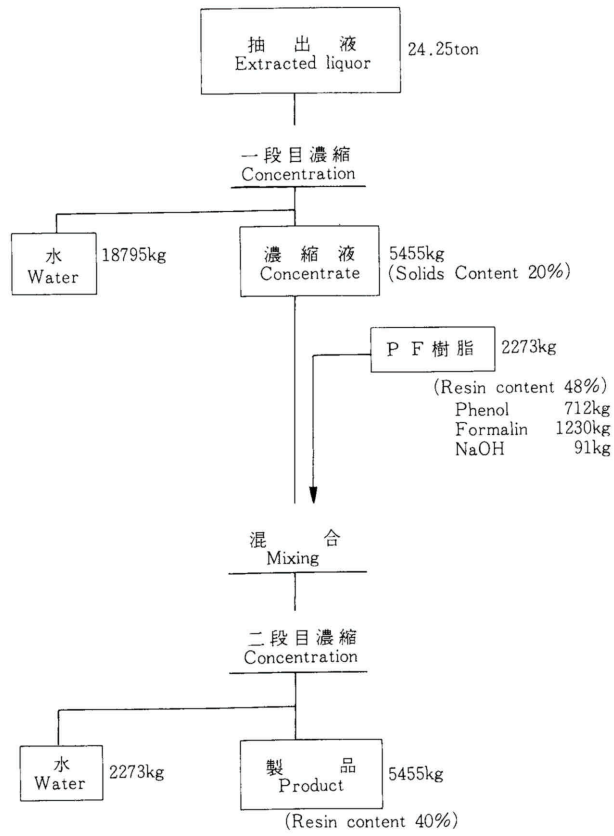 抽出液
Extracted liquor
24.25ton
一段目濃縮
Concentration
水
Water
18795kg
濃縮液
Concentrate
5455kg
(Solids Content 20%)
PF樹脂
2273kg
(Resin content 48%)
Phenol 712kg
Formalin 1230kg
NaOH 91kg
混合
Mixing
二段目濃縮
Concentration
水
Water
2273kg
製品
Product
5455kg
(Resin content 40%)